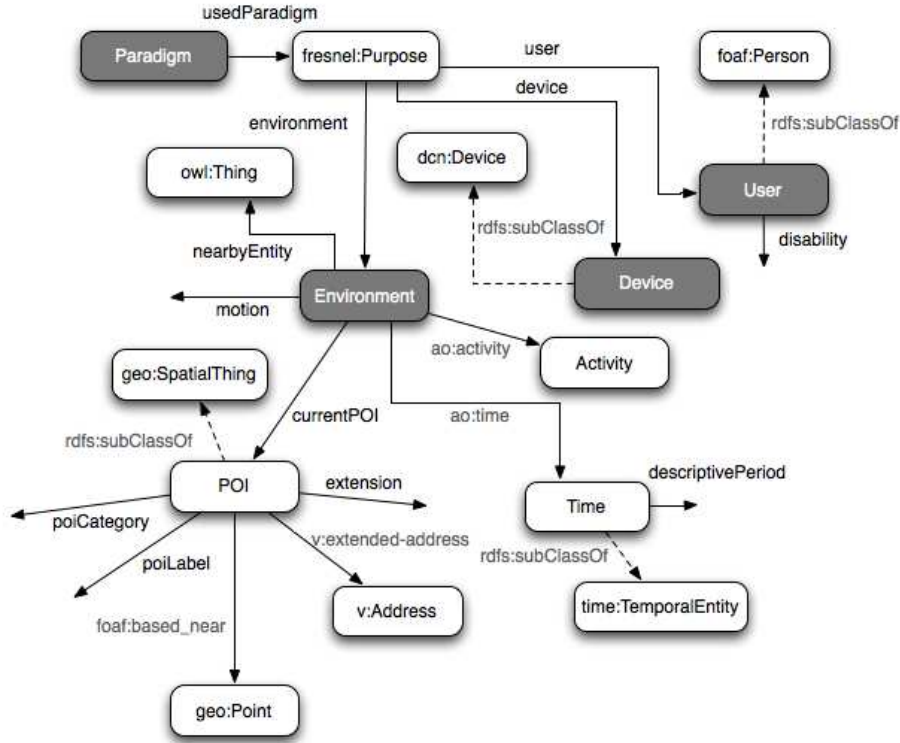 usedParadigm
Paradigm
fresnel:Purpose
user
foaf:Person
device
environment
rdfs:subClassOf
dcn:Device
owl:Thing
User
rdfs:subClassOf
disability
nearbyEntity
Environment
Device
motion
ao:activity
Activity
geo:SpatialThing
currentPOI
ao:time
rdfs:subClassOf
descriptivePeriod
POI
extension
Time
poiCategory
v:extended-address
rdfs:subClassOf
poiLabel
v:Address
time:TemporalEntity
foaf:based_near
geo:Point